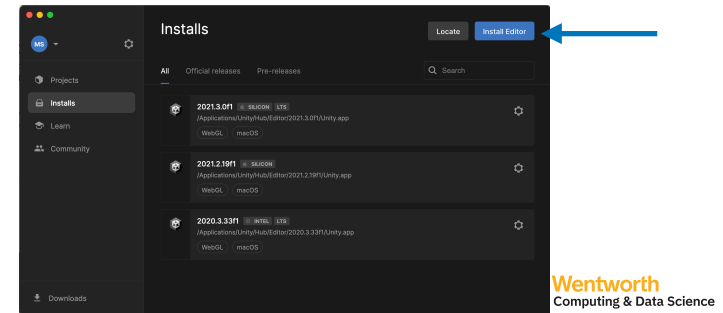 Installs
Locate
Install Editor
MS
All
Official releases
Pre-releases
Search
Projects
Installs
Learn
Community
2021.3.0f1 SILICON LTS
/Applications/Unity/Hub/Editor/2021.3.0f1/Unity.app
WebGL macOS
2021.2.19f1 SILICON
/Applications/Unity/Hub/Editor/2021.2.19f1/Unity.app
WebGL macOS
2020.3.33f1 INTEL LTS
/Applications/Unity/Hub/Editor/2020.3.33f1/Unity.app
WebGL macOS
Downloads
Wentworth
Computing & Data Science